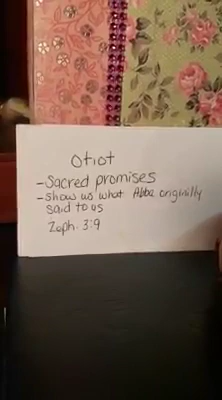 Otiot
-Sacred promises
-show us what Abba originally
said to us
Zeph. 3:9